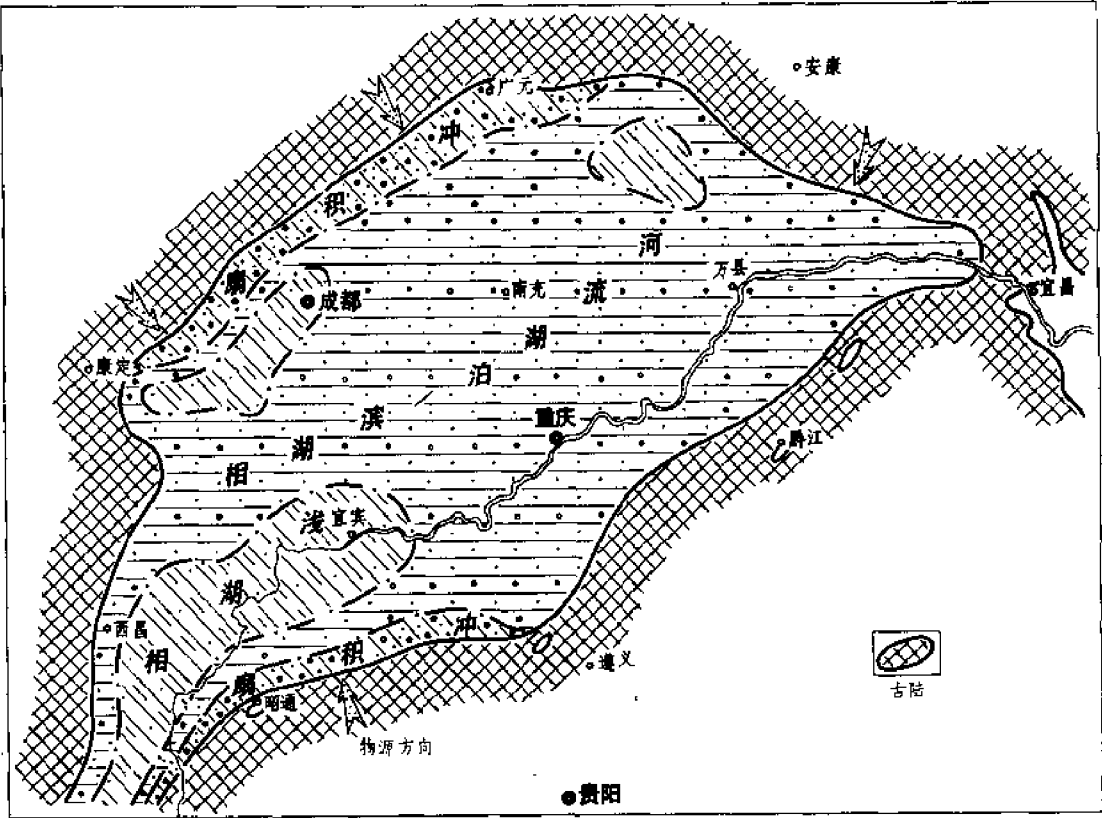 安康
广元
冲
积
扇
成都
康定
南充
万县
宜昌
河
流
湖
泊
滨
湖
相
重庆
黔江
浅
宜宾
湖
相
西昌
冲
积
扇
昭通
遵义
物源方向
古陆
贵阳